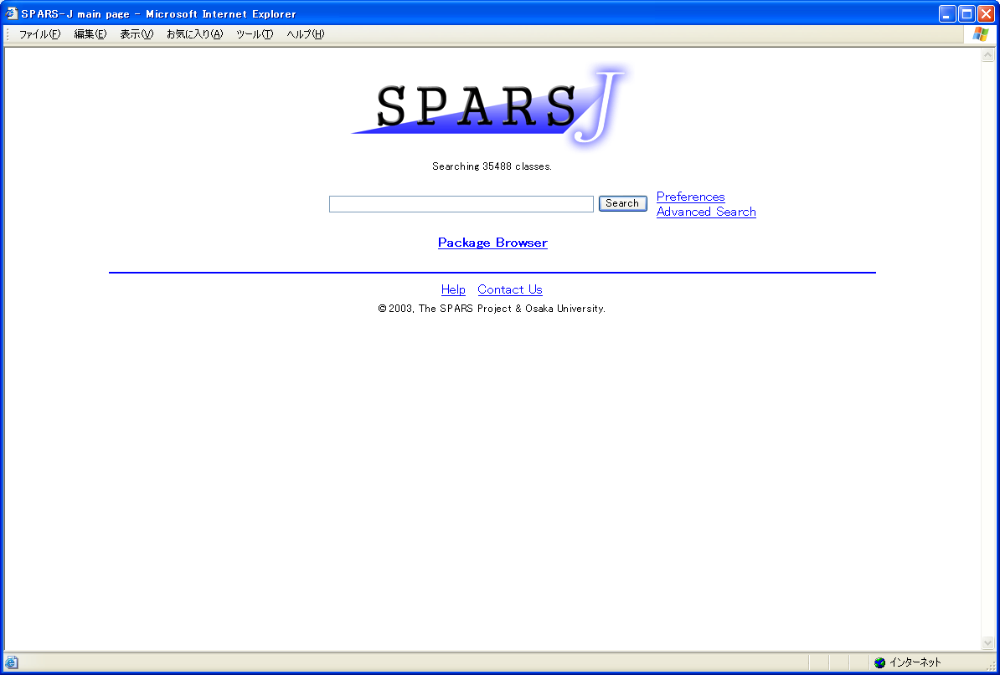 SPARS-J main page - Microsoft Internet Explorer
ファイル(F) 編集(E) 表示(V) お気に入り(A) ツール(T) ヘルプ(H)
SPARS J
Searching 35488 classes.
Search
Preferences
Advanced Search
Package Browser
Help Contact Us
©2003, The SPARS Project & Osaka University.
インターネット